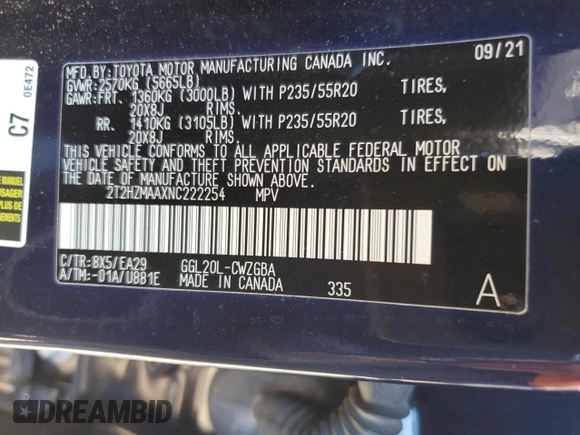 MFD.BY:TOYOTA MOTOR MANUFACTURING CANADA INC. 09/21
GVWR:2570KG (5665LB)
GAWR:FRT. 1360KG (3000LB) WITH P235/55R20 TIRES,
20X8J RIMS.
RR. 1410KG (3105LB) WITH P235/55R20 TIRES,
20X8J RIMS.
THIS VEHICLE CONFORMS TO ALL APPLICABLE FEDERAL MOTOR
VEHICLE SAFETY AND THEFT PREVENTION STANDARDS IN EFFECT ON
THE DATE OF MANUFACTURE SHOWN ABOVE.
2T2HZMAAXNC222254 MPV
C/TR:8X5/EA29 GGL20L-CWZGBA
A/TM:-01A/U881E MADE IN CANADA 335 A
C7
0E472
DREAMBID